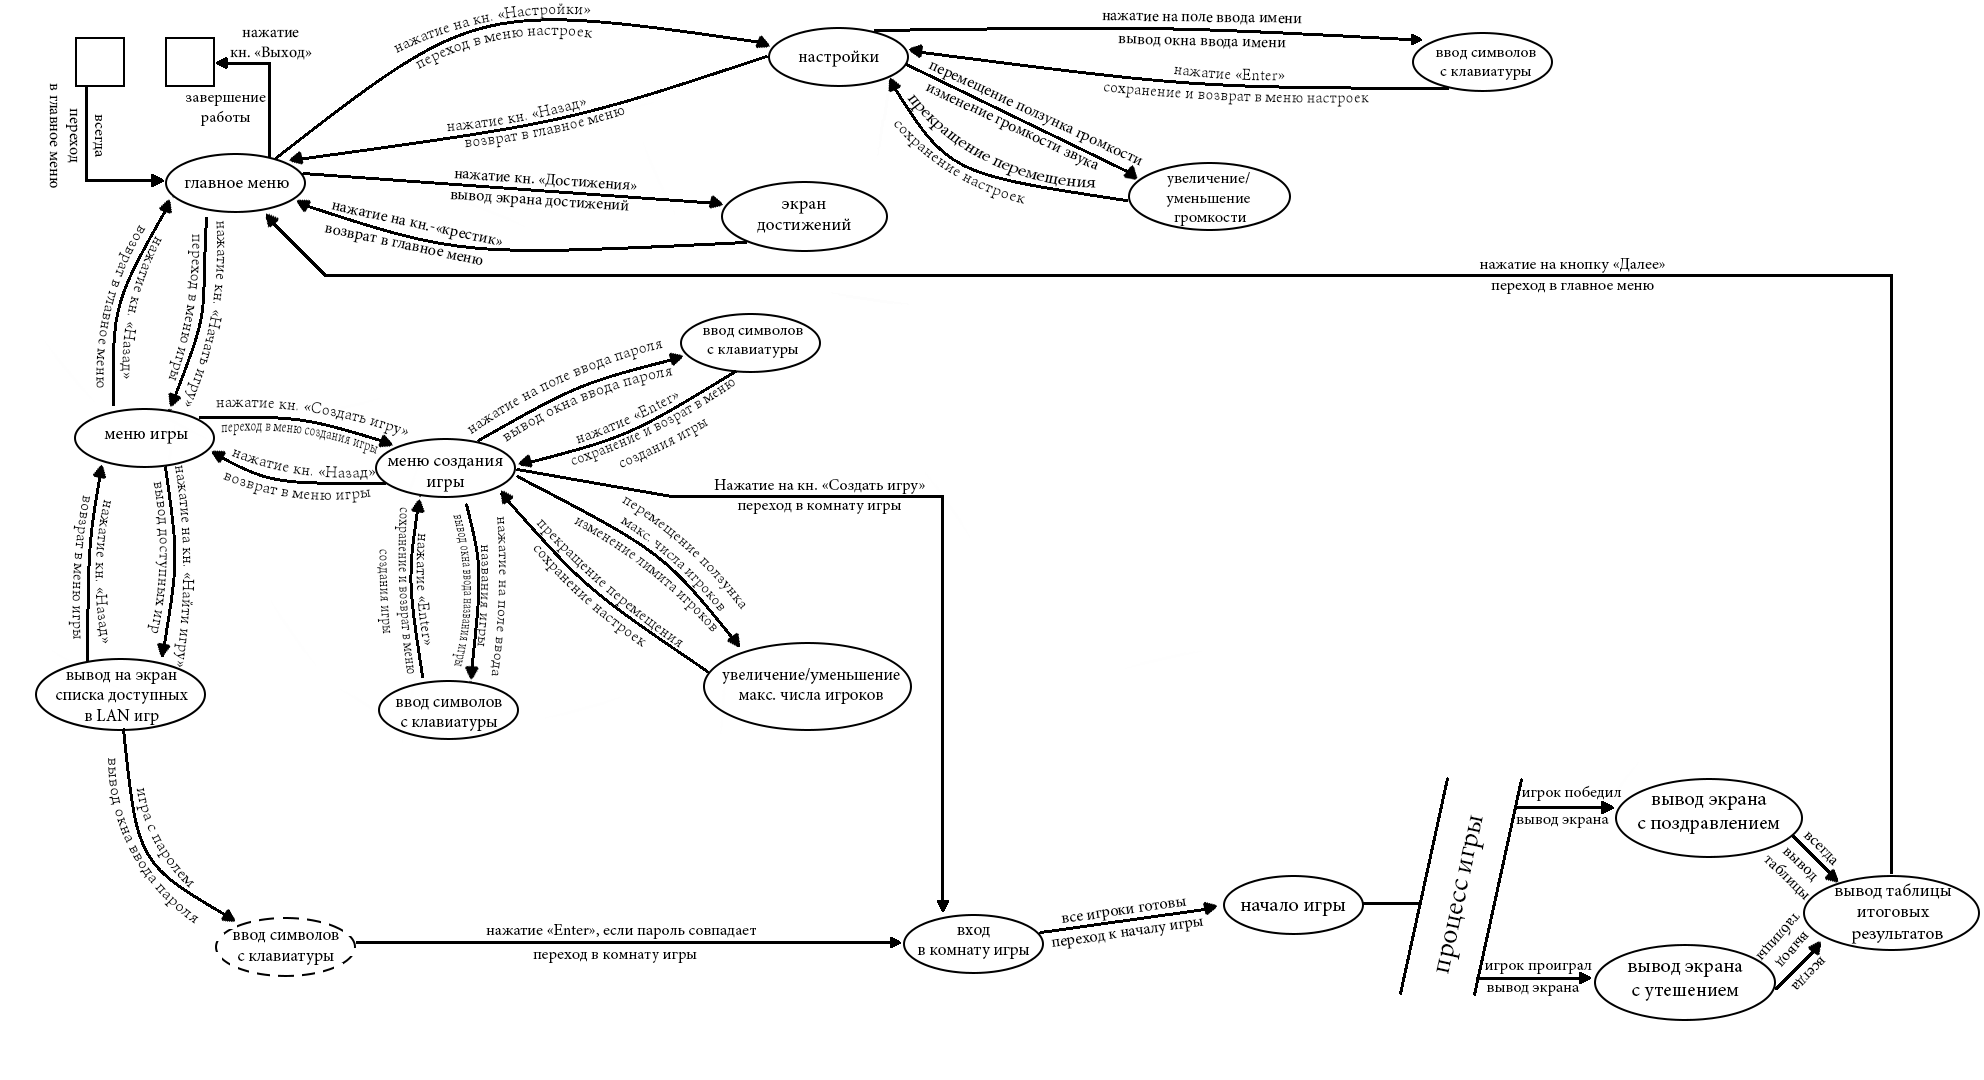 нажатие
кн. «Выход»
завершение
работы
в главное меню
переход
всегда
главное меню
нажатие на кн. «Настройки»
переход в меню настроек
нажатие кн. «Назад»
возврат в главное меню
настройки
нажатие на поле ввода имени
вывод окна ввода имени
нажатие «Enter»
сохранение и возврат в меню настроек
ввод символов
с клавиатуры
перемещение ползунка громкости
изменение громкости звука
прекращение перемещения
сохранение настроек
увеличение/
уменьшение
громкости
нажатие кн. «Достижения»
вывод экрана достижений
нажатие на кн.-«крестик»
возврат в главное меню
экран
достижений
нажатие на кнопку «Далее»
переход в главное меню
возврат в главное меню
нажатие кн. «Назад»
переход в меню игры
нажатие кн. «Начать игру»
меню игры
нажатие кн. «Создать игру»
переход в меню создания игры
нажатие кн. «Назад»
возврат в меню игры
меню создания
игры
нажатие на поле ввода пароля
вывод окна ввода пароля
ввод символов
с клавиатуры
нажатие «Enter»
сохранение и возрат в меню
создания игры
Нажатие на кн. «Создать игру»
переход в комнату игры
перемещение ползунка
макс. числа игроков
изменение лимита игроков
прекращение перемещения
сохранение настроек
увеличение/уменьшение
макс. числа игроков
создания игры
сохранение и возврат в меню
нажатие «Enter»
вывод окна ввода названия игры
названия игры
нажатие на поле ввода
ввод символов
с клавиатуры
вовзрат в меню игры
нажатие кн. «Назад»
вывод доступных игр
нажатие на кн. «Найти игру»
вывод на экран
списка доступных
в LAN игр
игра с паролем
вывод окна ввода пароля
ввод символов
с клавиатуры
нажатие «Enter», если пароль совпадает
переход в комнату игры
вход
в комнату игры
все игроки готовы
переход к началу игры
начало игры
процесс игры
игрок победил
вывод экрана
вывод экрана
с поздравлением
всегда
вывод
таблицы
игрок проиграл
вывод экрана
вывод экрана
с утешением
всегда
вывод
таблицы
вывод таблицы
итоговых
результатов